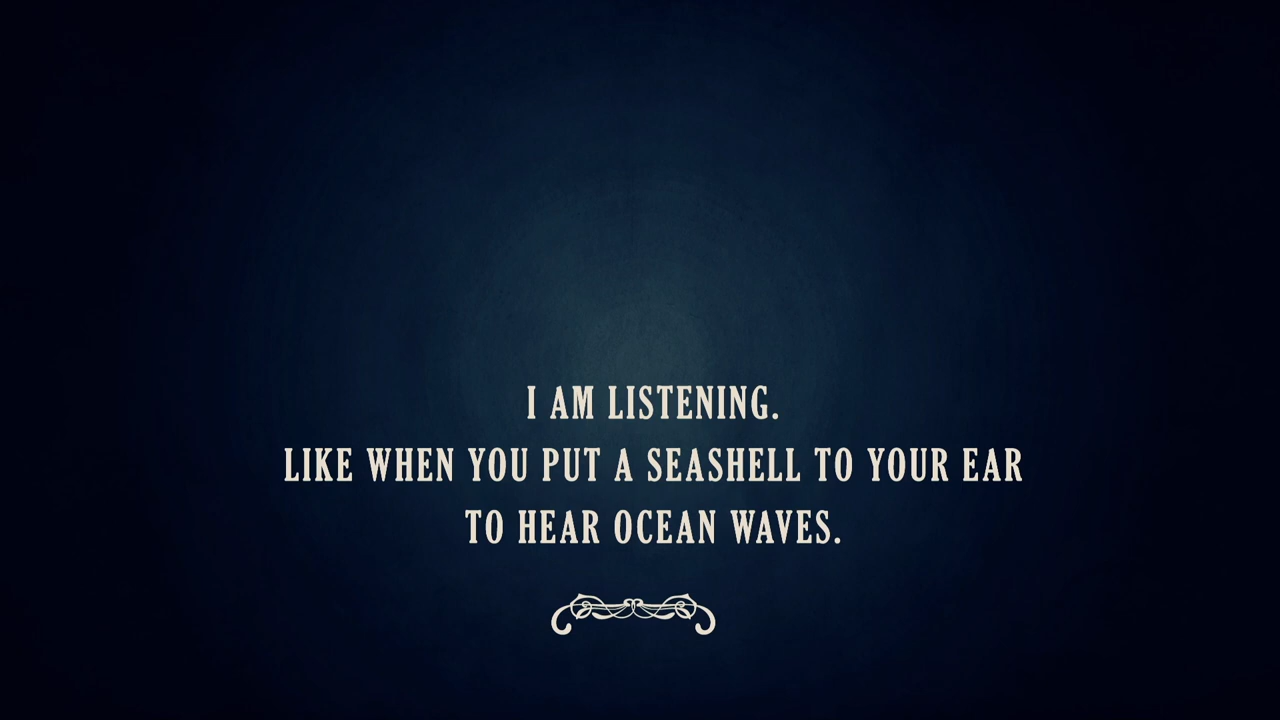 I AM LISTENING.
LIKE WHEN YOU PUT A SEASHELL TO YOUR EAR
TO HEAR OCEAN WAVES.